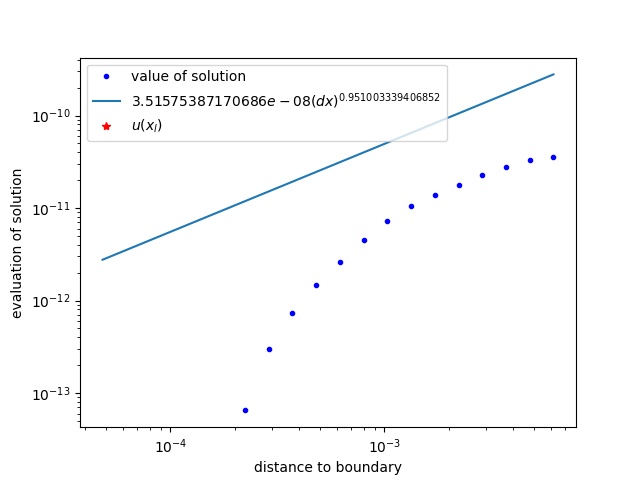 value of solution
3.51575387170686e − 08(dx)^0.951003339406852
u(x_l)
10^−10
10^−11
10^−12
10^−13
evaluation of solution
10^−4
10^−3
distance to boundary